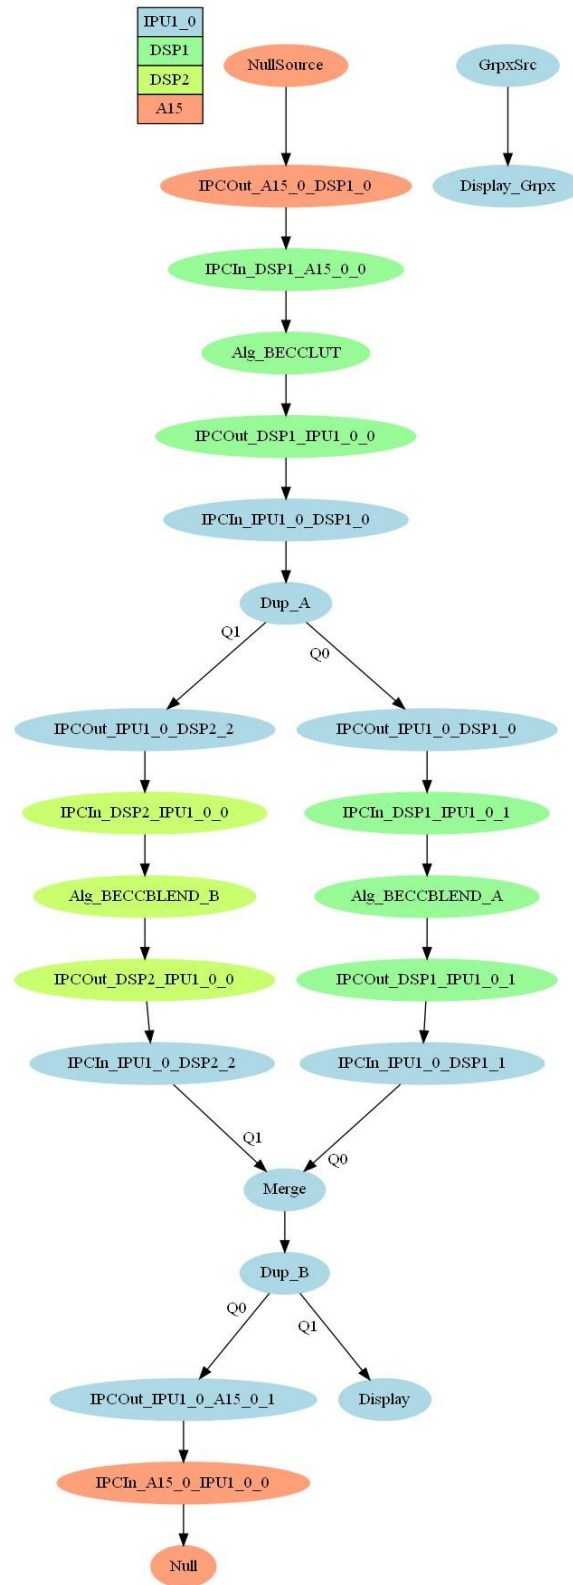 IPU1_0
DSP1
DSP2
A15
NullSource
GrpxSrc
IPCOut_A15_0_DSP1_0
Display_Grpx
IPCIn_DSP1_A15_0_0
Alg_BECCLUT
IPCOut_DSP1_IPU1_0_0
IPCIn_IPU1_0_DSP1_0
Dup_A
Q1
Q0
IPCOut_IPU1_0_DSP2_2
IPCOut_IPU1_0_DSP1_0
IPCIn_DSP2_IPU1_0_0
IPCIn_DSP1_IPU1_0_1
Alg_BECCBLEND_B
Alg_BECCBLEND_A
IPCOut_DSP2_IPU1_0_0
IPCOut_DSP1_IPU1_0_1
IPCIn_IPU1_0_DSP2_2
IPCIn_IPU1_0_DSP1_1
Q1
Q0
Merge
Dup_B
Q0
Q1
IPCOut_IPU1_0_A15_0_1
Display
IPCIn_A15_0_IPU1_0_0
Null